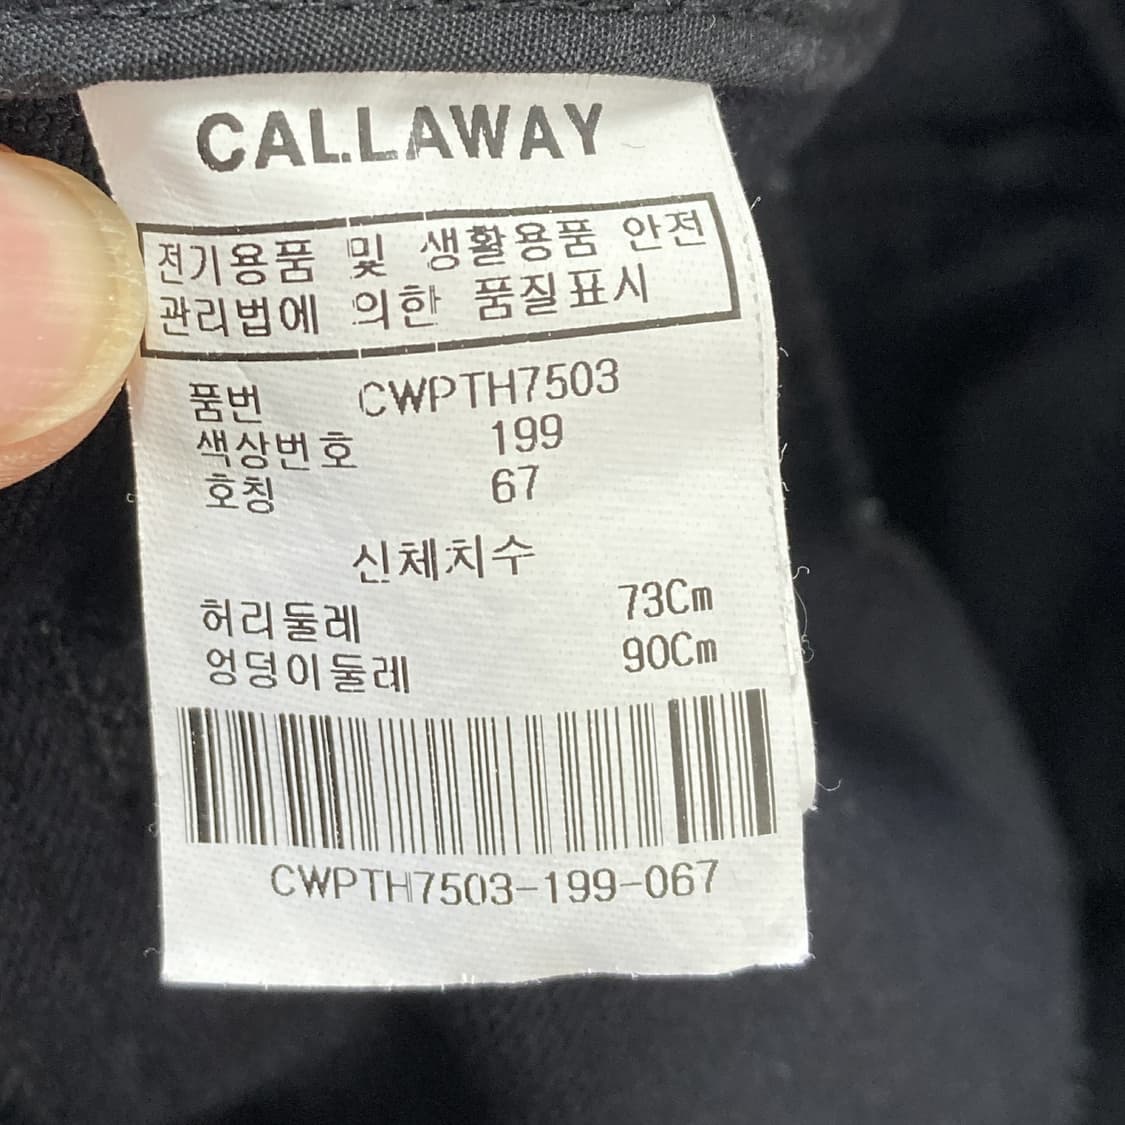 CALLAWAY
전기용품 및 생활용품 안전
관리법에 의한 품질표시
품번 CWPTH7503
색상번호 199
호칭 67
신체치수
허리둘레 73Cm
엉덩이둘레 90Cm
CWPTH7503-199-067